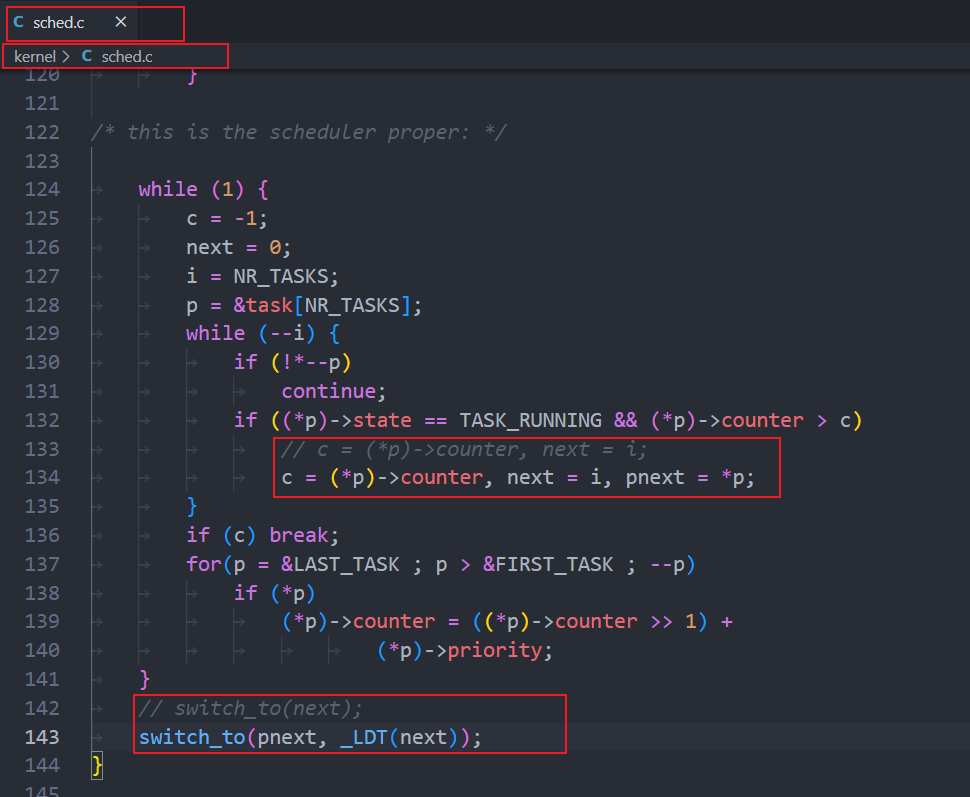 C sched.c ×
kernel > C sched.c
120 }
121
122 /* this is the scheduler proper: */
123
124 while (1) {
125 c = -1;
126 next = 0;
127 i = NR_TASKS;
128 p = &task[NR_TASKS];
129 while (--i) {
130 if (!*--p)
131 continue;
132 if ((*p)->state == TASK_RUNNING && (*p)->counter > c)
133 // c = (*p)->counter, next = i;
134 c = (*p)->counter, next = i, pnext = *p;
135 }
136 if (c) break;
137 for(p = &LAST_TASK ; p > &FIRST_TASK ; --p)
138 if (*p)
139 (*p)->counter = ((*p)->counter >> 1) +
140 (*p)->priority;
141 }
142 // switch_to(next);
143 switch_to(pnext, _LDT(next));
144 }
145